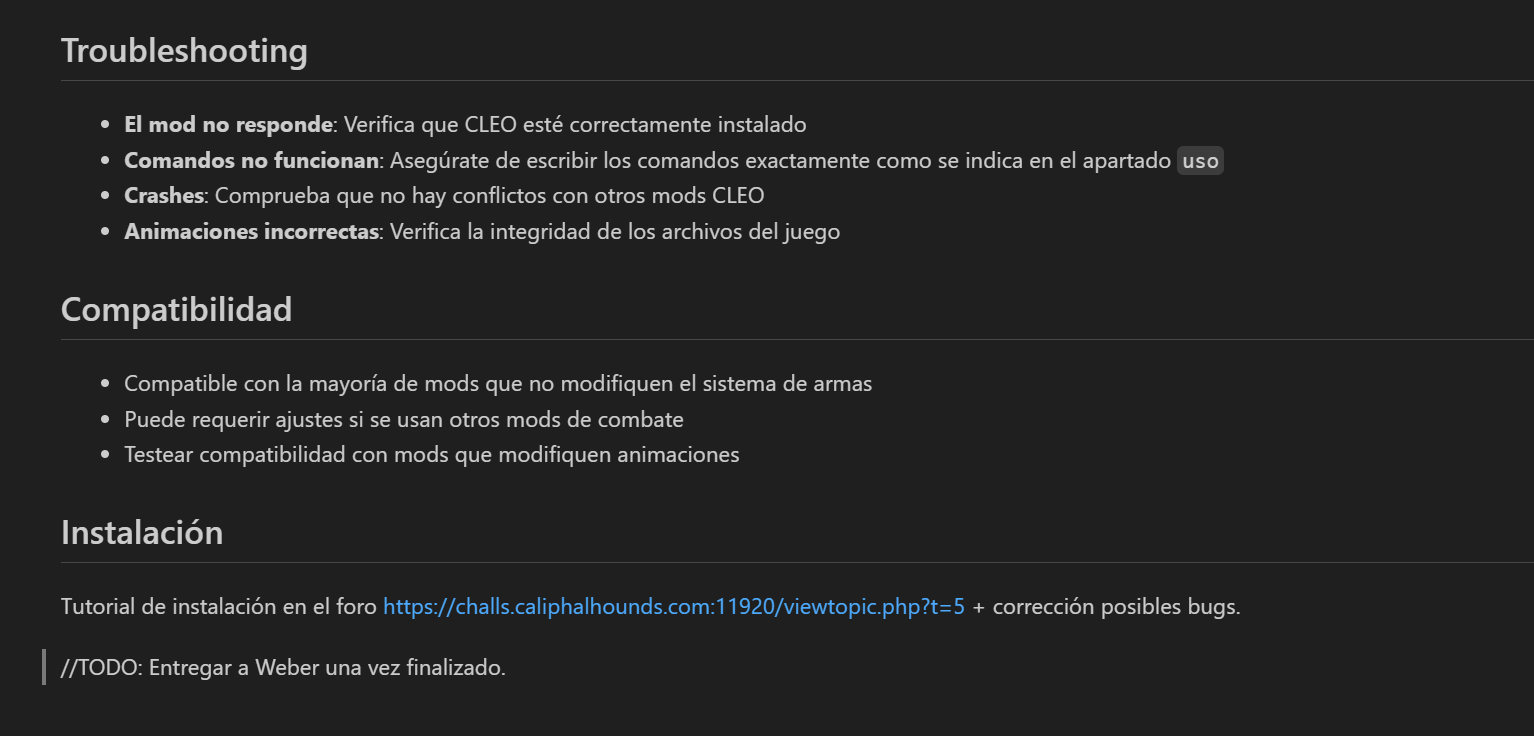 Troubleshooting
El mod no responde: Verifica que CLEO esté correctamente instalado
Comandos no funcionan: Asegúrate de escribir los comandos exactamente como se indica en el apartado uso
Crashes: Comprueba que no hay conflictos con otros mods CLEO
Animaciones incorrectas: Verifica la integridad de los archivos del juego
Compatibilidad
Compatible con la mayoría de mods que no modifiquen el sistema de armas
Puede requerir ajustes si se usan otros mods de combate
Testear compatibilidad con mods que modifiquen animaciones
Instalación
Tutorial de instalación en el foro https://challs.caliphalhounds.com:11920/viewtopic.php?t=5 + corrección posibles bugs.
//TODO: Entregar a Weber una vez finalizado.